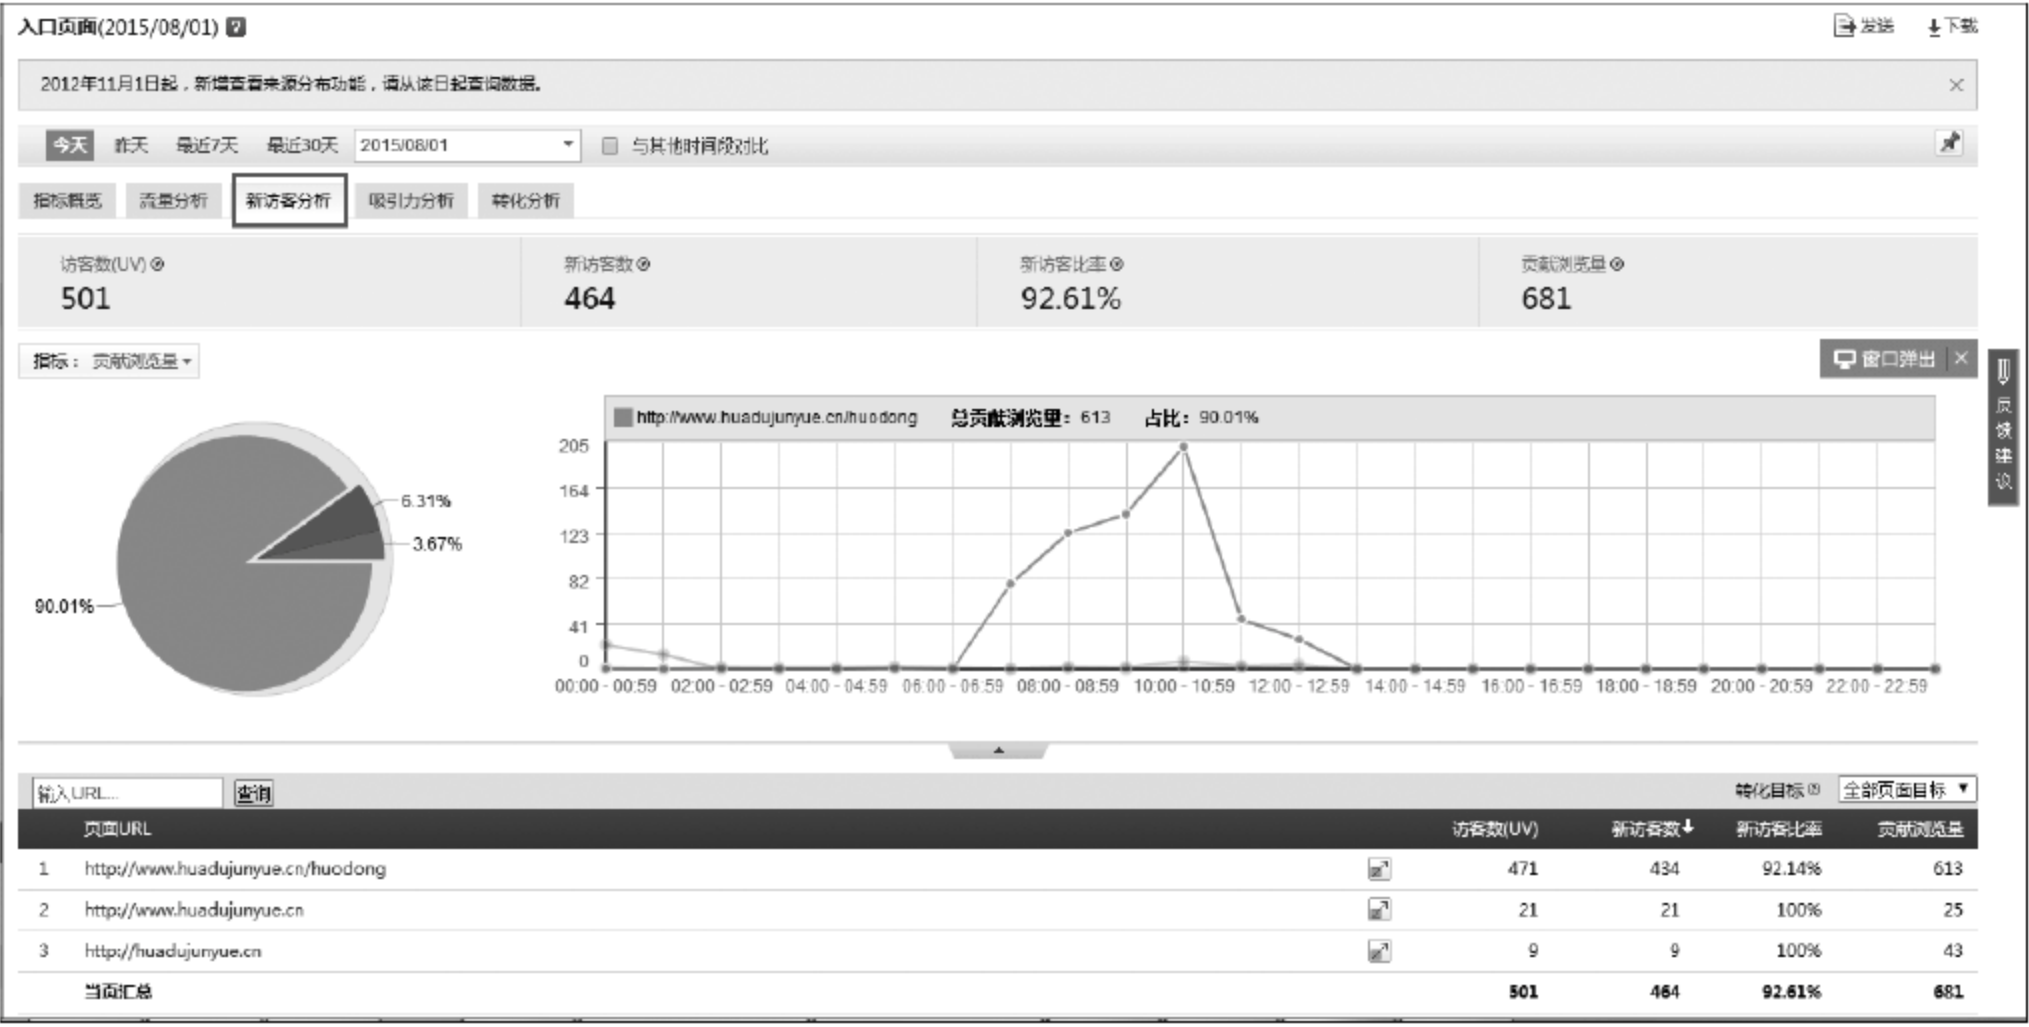 入口页面(2015/08/01) ?
发送 下载
2012年11月1日起，新增查看来源分布功能，请从该日起查询数据。 ×
今天 昨天 最近7天 最近30天 2015/08/01 与其他时间段对比
指标概览 流量分析 新访客分析 吸引力分析 转化分析
访客数(UV) 新访客数 新访客比率 贡献浏览量
501 464 92.61% 681
指标： 贡献浏览量
窗口弹出 ×
反馈建议
http://www.huadujunyue.cn/huodong 总贡献浏览量： 613 占比： 90.01%
6.31%
3.67%
90.01%
205
164
123
82
41
0
00:00 - 00:59 02:00 - 02:59 04:00 - 04:59 06:00 - 06:59 08:00 - 08:59 10:00 - 10:59 12:00 - 12:59 14:00 - 14:59 16:00 - 16:59 18:00 - 18:59 20:00 - 20:59 22:00 - 22:59
输入URL... 查询 转化目标 全部页面目标
页面URL 访客数(UV) 新访客数 新访客比率 贡献浏览量
1 http://www.huadujunyue.cn/huodong 471 434 92.14% 613
2 http://www.huadujunyue.cn 21 21 100% 25
3 http://huadujunyue.cn 9 9 100% 43
当页汇总 501 464 92.61% 681